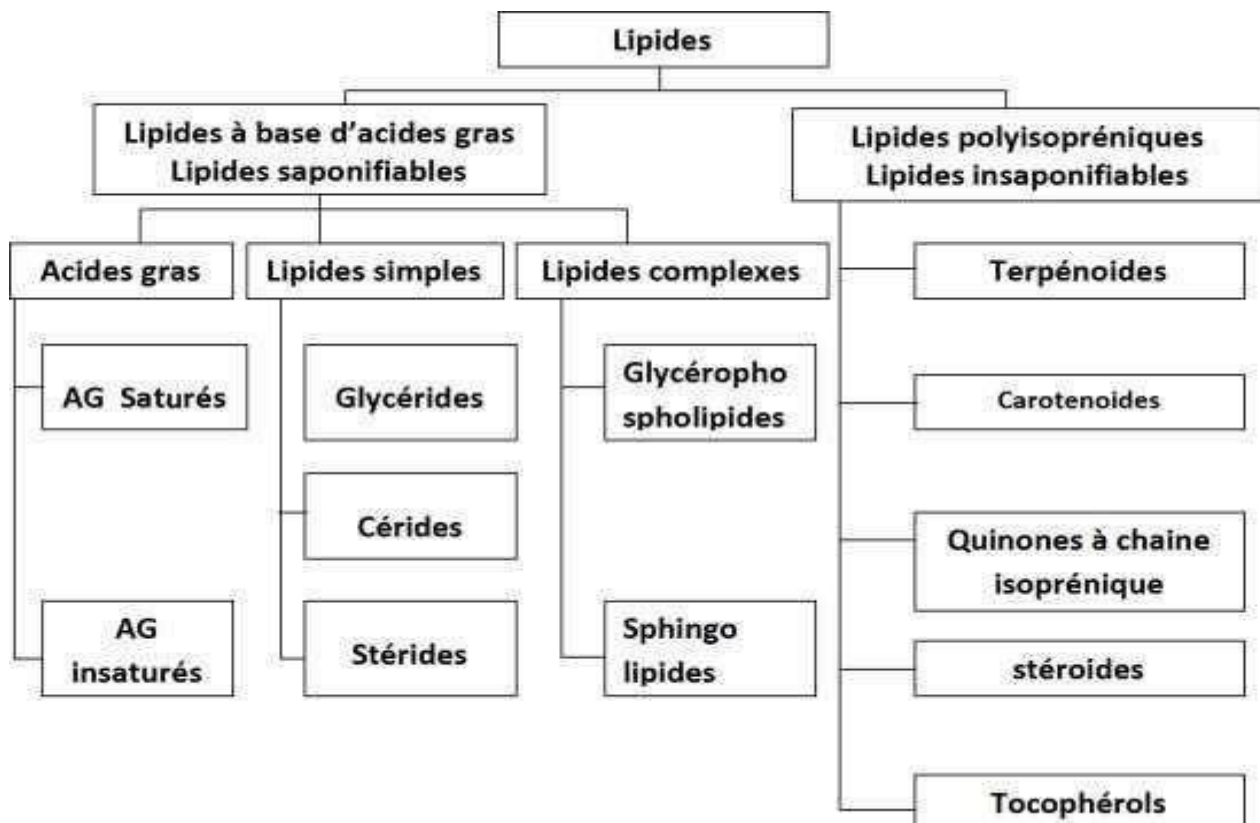 Lipides
Lipides à base d'acides gras
Lipides saponifiables
Lipides polyisopréniques
Lipides insaponifiables
Acides gras
Lipides simples
Lipides complexes
Terpénoides
AG Saturés
Glycérides
Glycéropho
spholipides
Carotenoides
Cérides
Quinones à chaine
isoprénique
AG
insaturés
Stérides
Sphingo
lipides
stéroides
Tocophérols